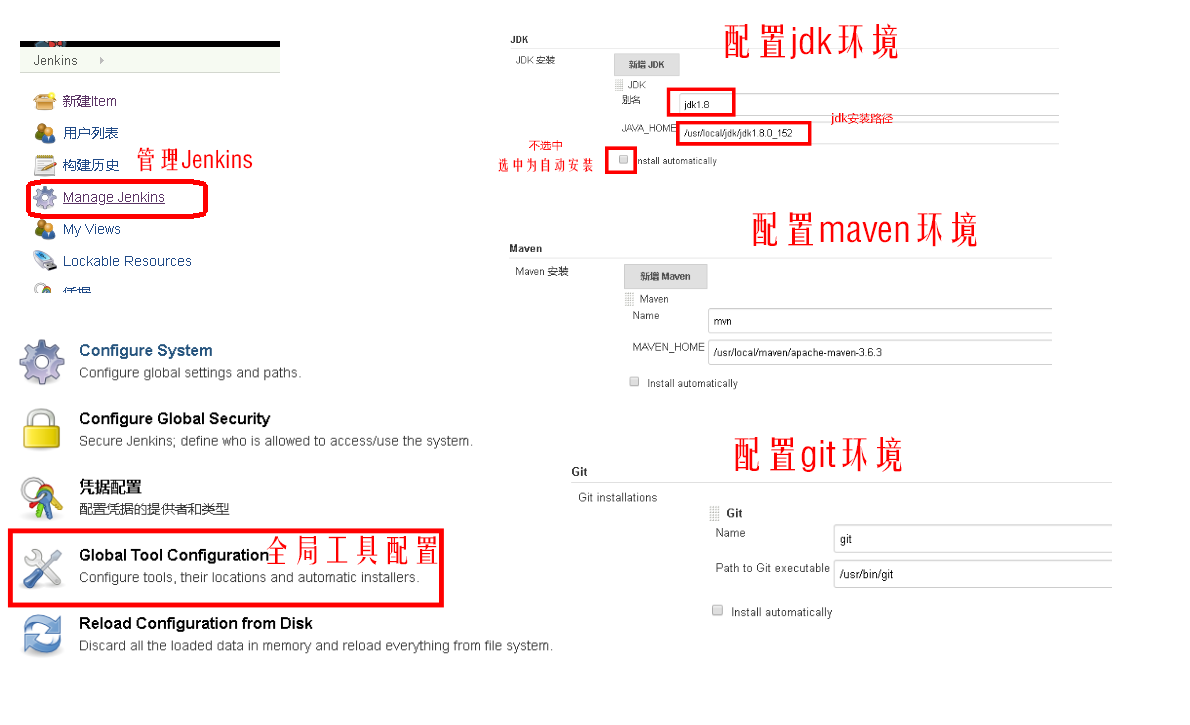 Jenkins
新建Item
用户列表
构建历史
管理Jenkins
Manage Jenkins
My Views
Lockable Resources
凭据
Configure System
Configure global settings and paths.
Configure Global Security
Secure Jenkins; define who is allowed to access/use the system.
凭据配置
配置凭据的提供者和类型
Global Tool Configuration
全局工具配置
Configure tools, their locations and automatic installers.
Reload Configuration from Disk
Discard all the loaded data in memory and reload everything from file system.
配置jdk环境
JDK
JDK 安装
新增 JDK
JDK
别名
jdk1.8
jdk安装路径
JAVA_HOME
/usr/local/jdk/jdk1.8.0_152
不选中
选中为自动安装
Install automatically
配置maven环境
Maven
Maven 安装
新增 Maven
Maven
Name
mvn
MAVEN_HOME
/usr/local/maven/apache-maven-3.6.3
Install automatically
配置git环境
Git
Git installations
Git
Name
git
Path to Git executable
/usr/bin/git
Install automatically